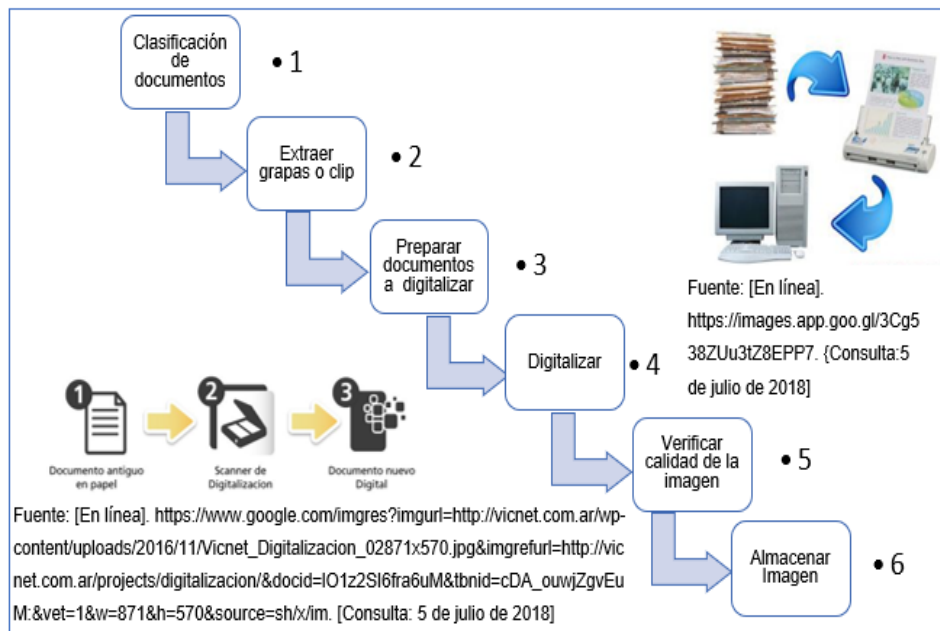 Clasificación
de
documentos
• 1
Extraer
grapas o clip
• 2
Preparar
documentos
a digitalizar
• 3
Digitalizar
• 4
Verificar
calidad de la
imagen
• 5
Almacenar
Imagen
• 6
Fuente: [En línea].
https://images.app.goo.gl/3Cg5
38ZUu3tZ8EPP7. {Consulta:5
de julio de 2018]
1
2
3
Documento antiguo
en papel
Scanner de
Digitalizacion
Documento nuevo
Digital
Fuente: [En línea]. https://www.google.com/imgres?imgurl=http://vicnet.com.ar/wp-
content/uploads/2016/11/Vicnet_Digitalizacion_02871x570.jpg&imgrefurl=http://vic
net.com.ar/projects/digitalizacion/&docid=IO1z2SI6fra6uM&tbnid=cDA_ouwjZgvEu
M:&vet=1&w=871&h=570&source=sh/x/im. [Consulta: 5 de julio de 2018]